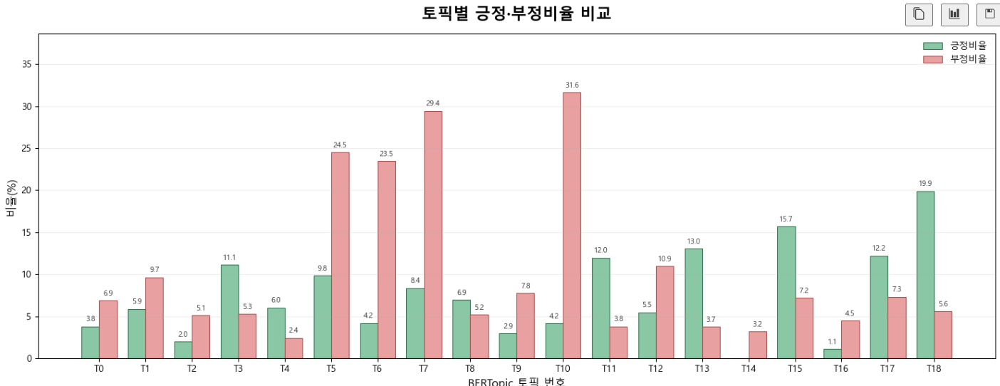 토픽별 긍정·부정비율 비교
긍정비율
부정비율
비율(%)
35
30
25
20
15
10
5
0
3.8 6.9 5.9 9.7 2.0 5.1 11.1 5.3 6.0 2.4 9.8 24.5 4.2 23.5 8.4 29.4 6.9 5.2 2.9 7.8 4.2 31.6 12.0 3.8 5.5 10.9 13.0 3.7 3.2 15.7 7.2 1.1 4.5 12.2 7.3 19.9 5.6
T0 T1 T2 T3 T4 T5 T6 T7 T8 T9 T10 T11 T12 T13 T14 T15 T16 T17 T18
BERTopic 토픽 번호